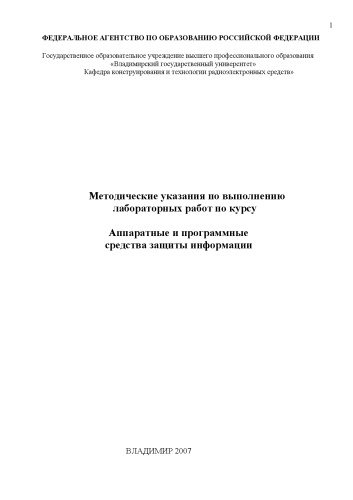 1
ФЕДЕРАЛЬНОЕ АГЕНТСТВО ПО ОБРАЗОВАНИЮ РОССИЙСКОЙ ФЕДЕРАЦИИ
Государственное образовательное учреждение высшего профессионального образования
«Владимирский государственный университет»
Кафедра конструирования и технологии радиоэлектронных средств»
Методические указания по выполнению
лабораторных работ по курсу
Аппаратные и программные
средства защиты информации
ВЛАДИМИР 2007